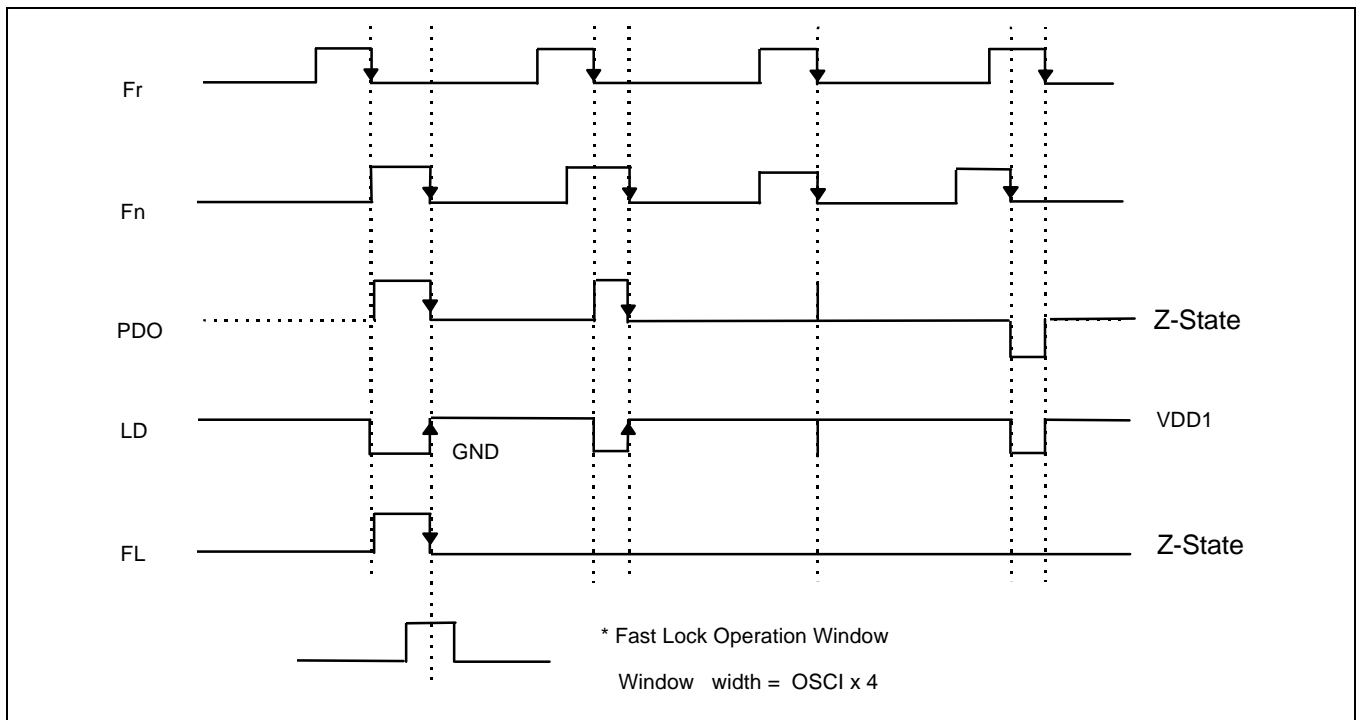 Fr
Fn
PDO
Z-State
LD
GND
VDD1
FL
Z-State
* Fast Lock Operation Window
Window width = OSCI x 4